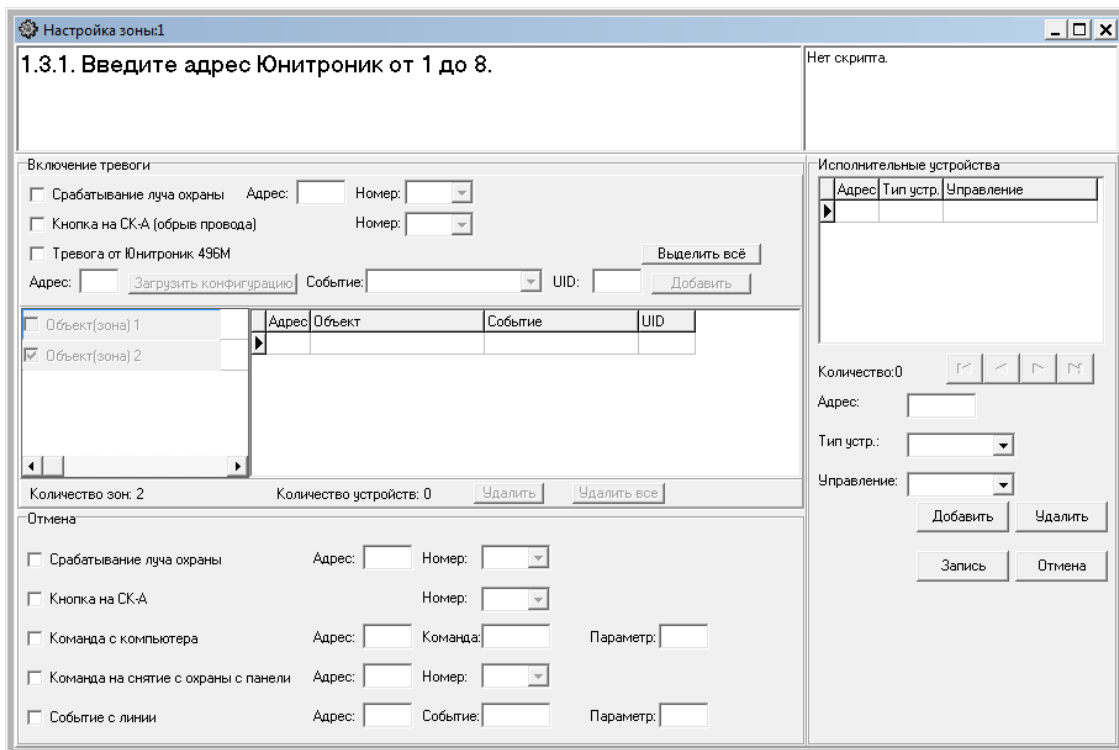 Настройка зоны:1
1.3.1. Введите адрес Юнитроник от 1 до 8.
Нет скрипта.
Включение тревоги
Срабатывание луча охраны Адрес: Номер:
Кнопка на СК-А (обрыв провода) Номер:
Тревога от Юнитроник 496М Выделить всё
Адрес: Загрузить конфигурацию Событие: UID: Добавить
Объект(зона) 1
Объект(зона) 2
Адрес Объект Событие UID
Количество зон: 2 Количество устройств: 0 Удалить Удалить все
Отмена
Срабатывание луча охраны Адрес: Номер:
Кнопка на СК-А Номер:
Команда с компьютера Адрес: Команда: Параметр:
Команда на снятие с охраны с панели Адрес: Номер:
Событие с линии Адрес: Событие: Параметр:
Исполнительные устройства
Адрес Тип устр. Управление
Количество:0
Адрес:
Тип устр.:
Управление:
Добавить Удалить
Запись Отмена